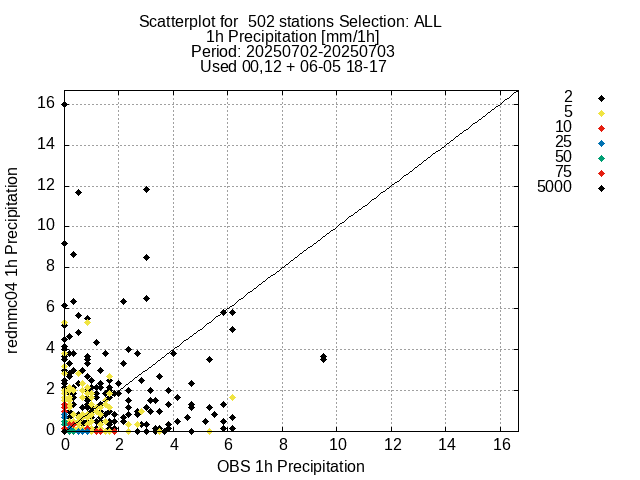 Scatterplot for  502 stations Selection: ALL
1h Precipitation [mm/1h]
Period: 20250702-20250703
Used 00,12 + 06-05 18-17
2
5
10
25
50
75
5000
16
14
12
10
8
6
4
2
0
rednmc04 1h Precipitation
0 2 4 6 8 10 12 14 16
OBS 1h Precipitation